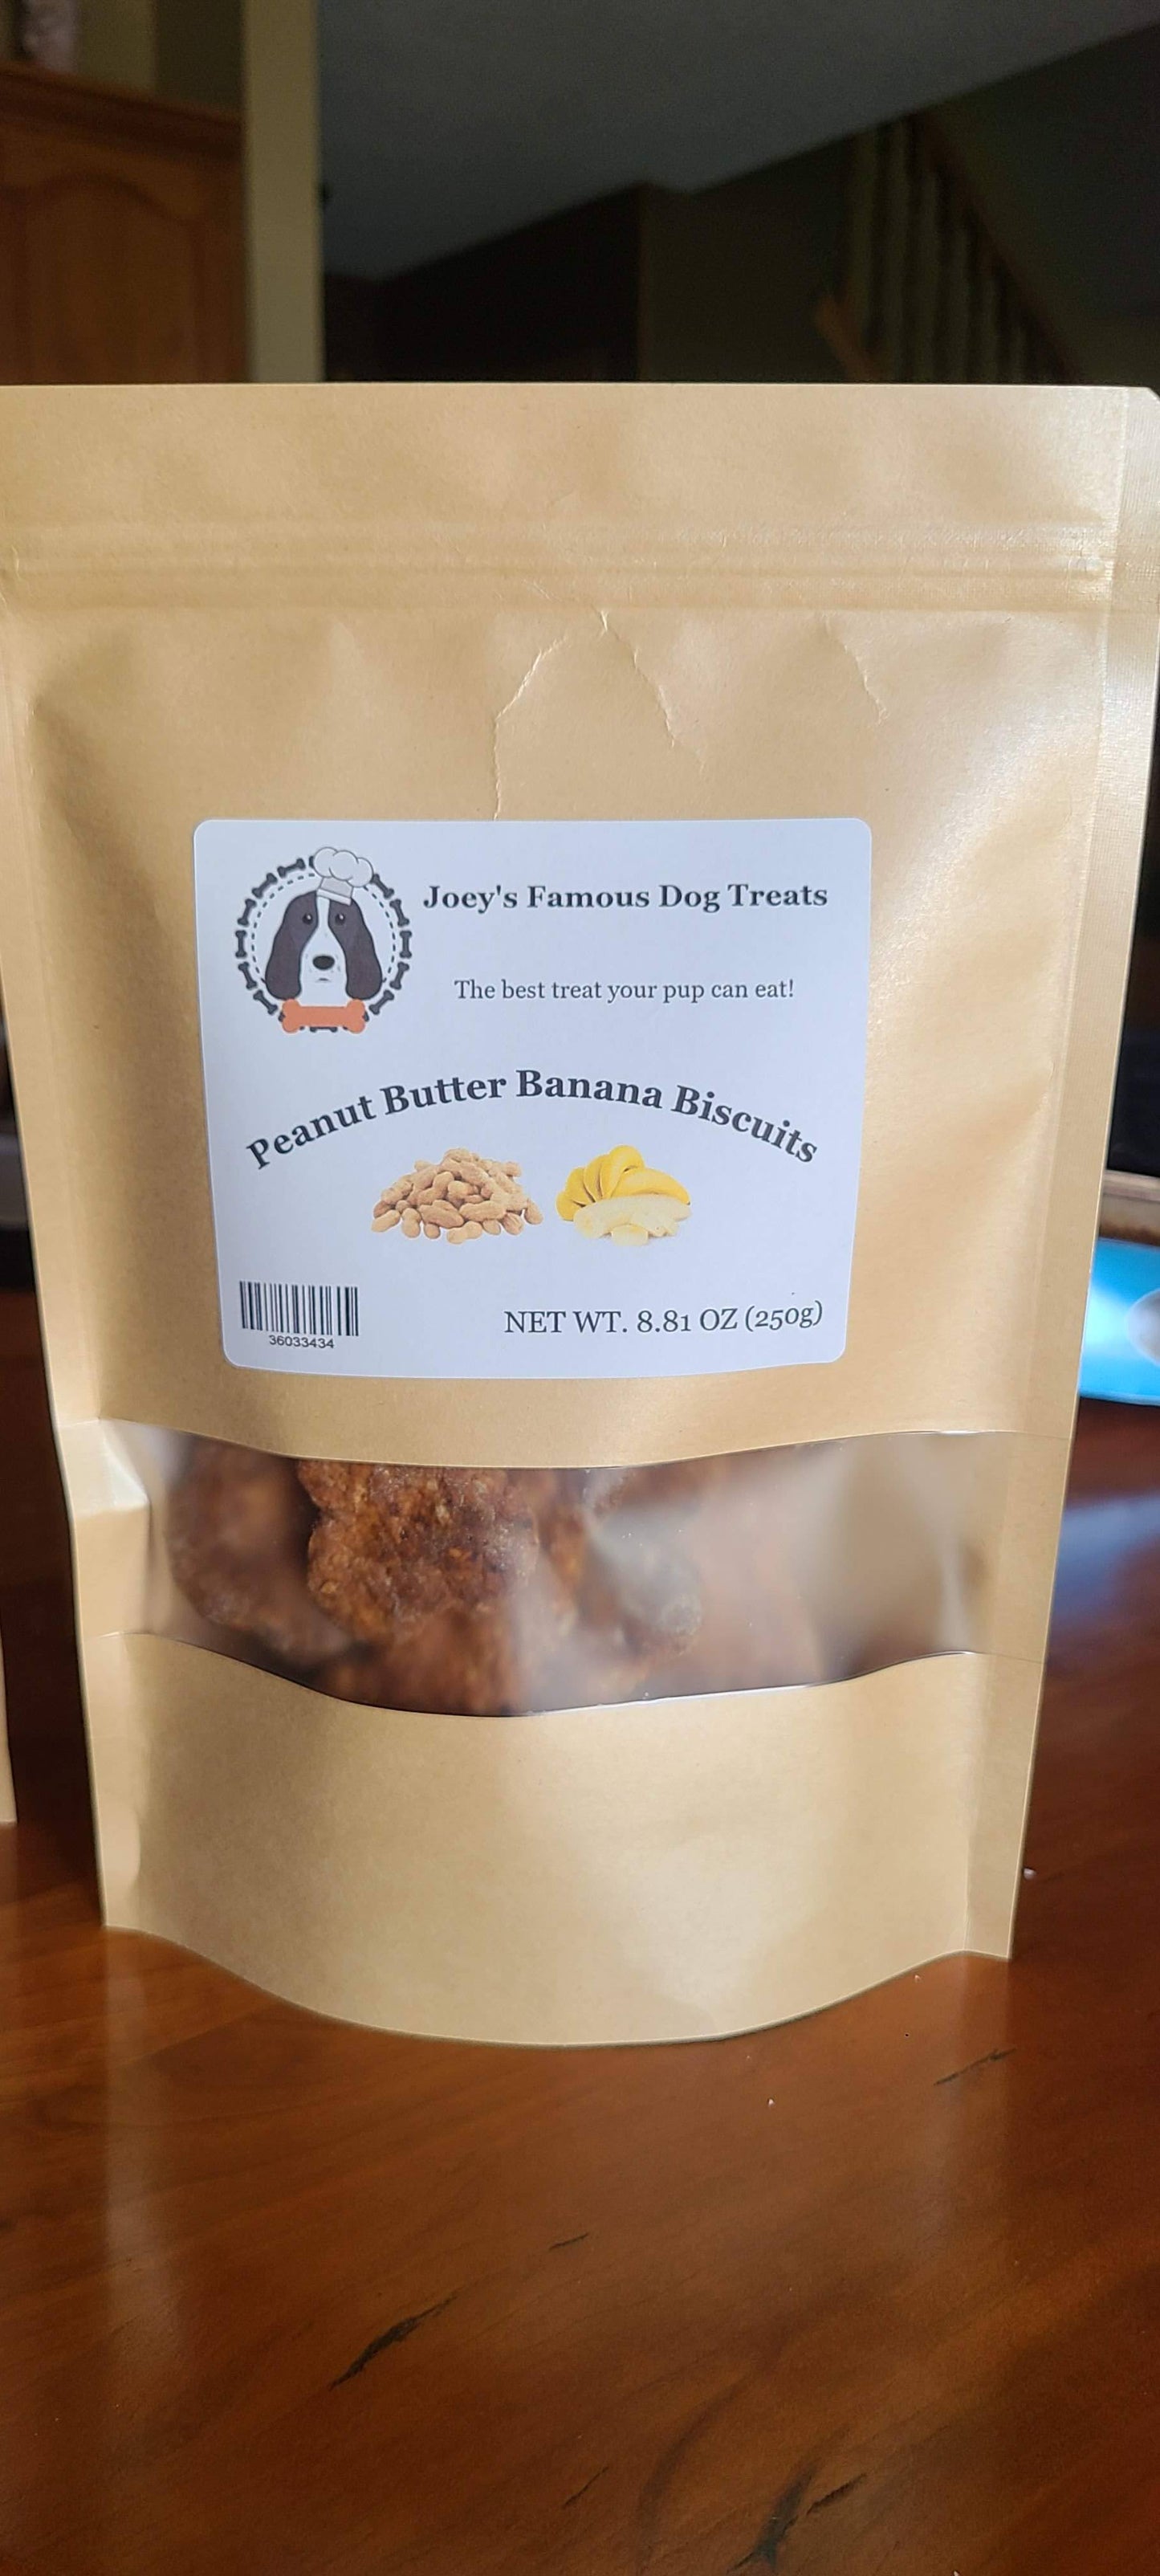 Joey's Famous Dog Treats
The best treat your pup can eat!
Peanut Butter Banana Biscuits
36033434
NET WT. 8.81 OZ (250g)